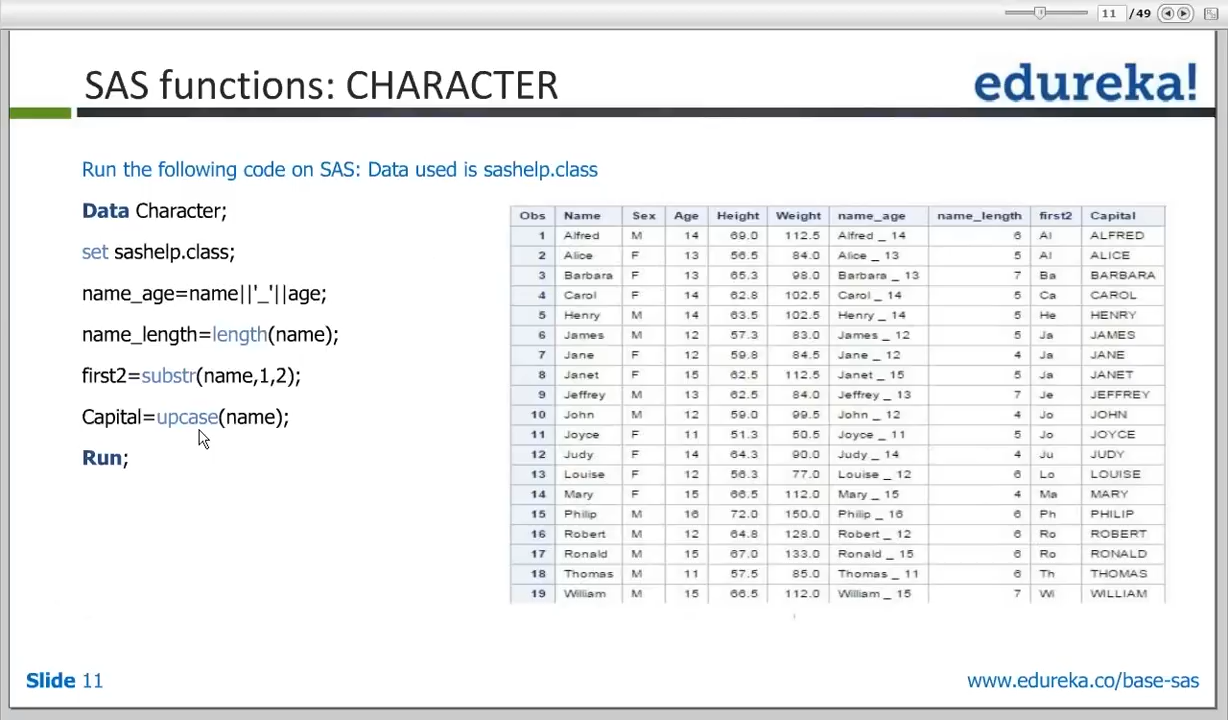 11 /49
SAS functions: CHARACTER
edureka!
Run the following code on SAS: Data used is sashelp.class
Data Character;
set sashelp.class;
name_age=name||'_'||age;
name_length=length(name);
first2=substr(name,1,2);
Capital=upcase(name);
Run;
Obs Name Sex Age Height Weight name_age name_length first2 Capital
1 Alfred M 14 69.0 112.5 Alfred _ 14 6 Al ALFRED
2 Alice F 13 56.5 84.0 Alice _ 13 5 Al ALICE
3 Barbara F 13 65.3 98.0 Barbara _ 13 7 Ba BARBARA
4 Carol F 14 62.8 102.5 Carol _ 14 5 Ca CAROL
5 Henry M 14 63.5 102.5 Henry _ 14 5 He HENRY
6 James M 12 57.3 83.0 James _ 12 5 Ja JAMES
7 Jane F 12 59.8 84.5 Jane _ 12 4 Ja JANE
8 Janet F 15 62.5 112.5 Janet _ 15 5 Ja JANET
9 Jeffrey M 13 62.5 84.0 Jeffrey _ 13 7 Je JEFFREY
10 John M 12 59.0 99.5 John _ 12 4 Jo JOHN
11 Joyce F 11 51.3 50.5 Joyce _ 11 5 Jo JOYCE
12 Judy F 14 64.3 90.0 Judy _ 14 4 Ju JUDY
13 Louise F 12 56.3 77.0 Louise _ 12 6 Lo LOUISE
14 Mary F 15 66.5 112.0 Mary _ 15 4 Ma MARY
15 Philip M 16 72.0 150.0 Philip _ 16 6 Ph PHILIP
16 Robert M 12 64.8 128.0 Robert _ 12 6 Ro ROBERT
17 Ronald M 15 67.0 133.0 Ronald _ 15 6 Ro RONALD
18 Thomas M 11 57.5 85.0 Thomas _ 11 6 Th THOMAS
19 William M 15 66.5 112.0 William _ 15 7 Wi WILLIAM
Slide 11
www.edureka.co/base-sas